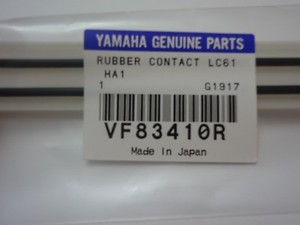 YAMAHA GENUINE PARTS
RUBBER CONTACT LC61
HA1
1 G1917
VF83410R
Made in Japan